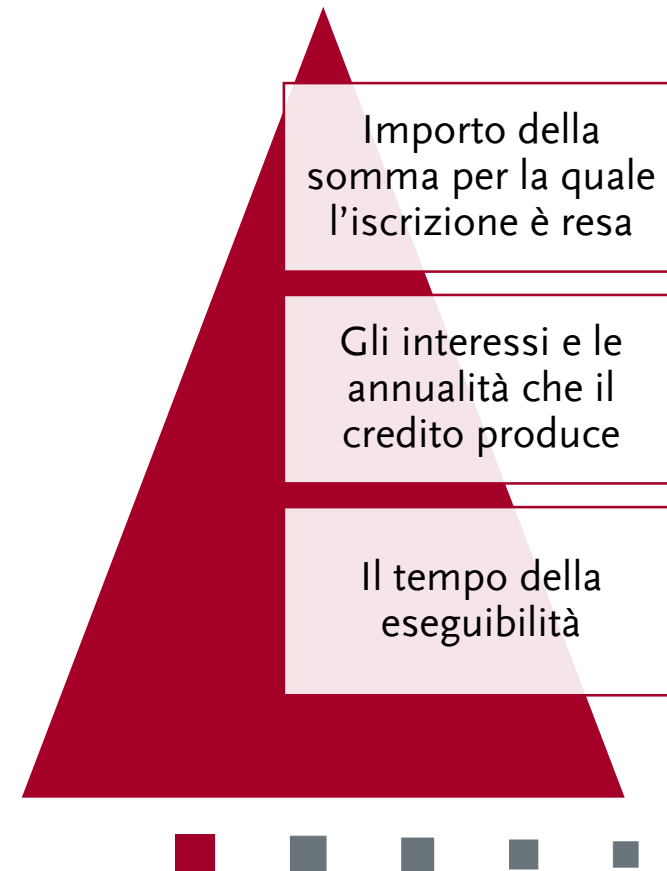 Importo della
somma per la quale
l’iscrizione è resa
Gli interessi e le
annualità che il
credito produce
Il tempo della
eseguibilità